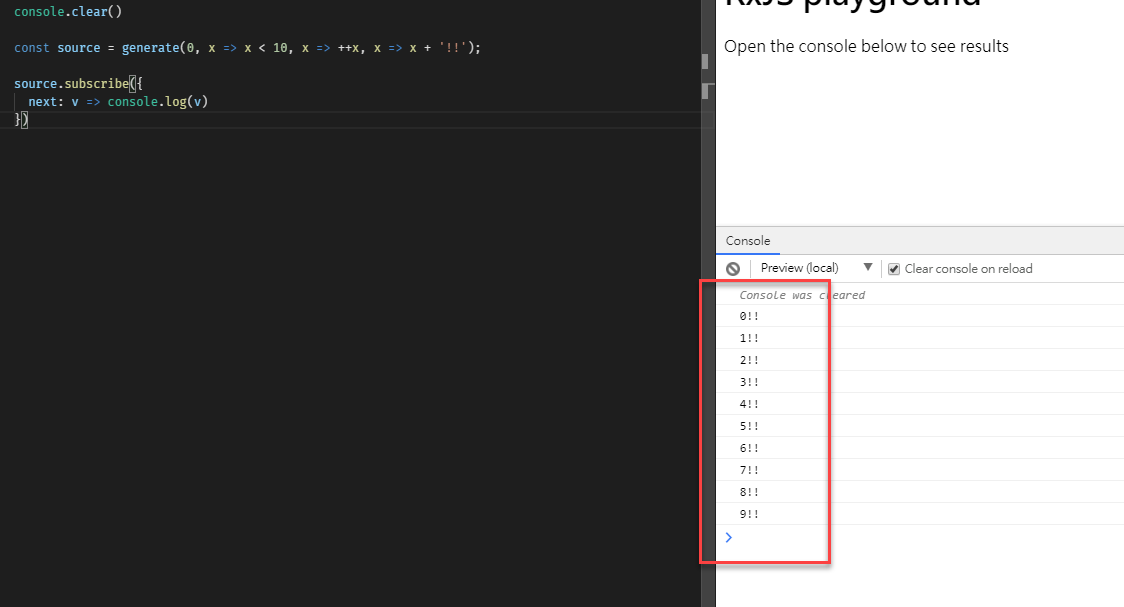 console.clear()
const source = generate(0, x => x < 10, x => ++x, x => x + '!!');
source.subscribe({
next: v => console.log(v)
})
RxJS playground
Open the console below to see results
Console
Preview (local) ▼ Clear console on reload
Console was cleared
0!!
1!!
2!!
3!!
4!!
5!!
6!!
7!!
8!!
9!!
>